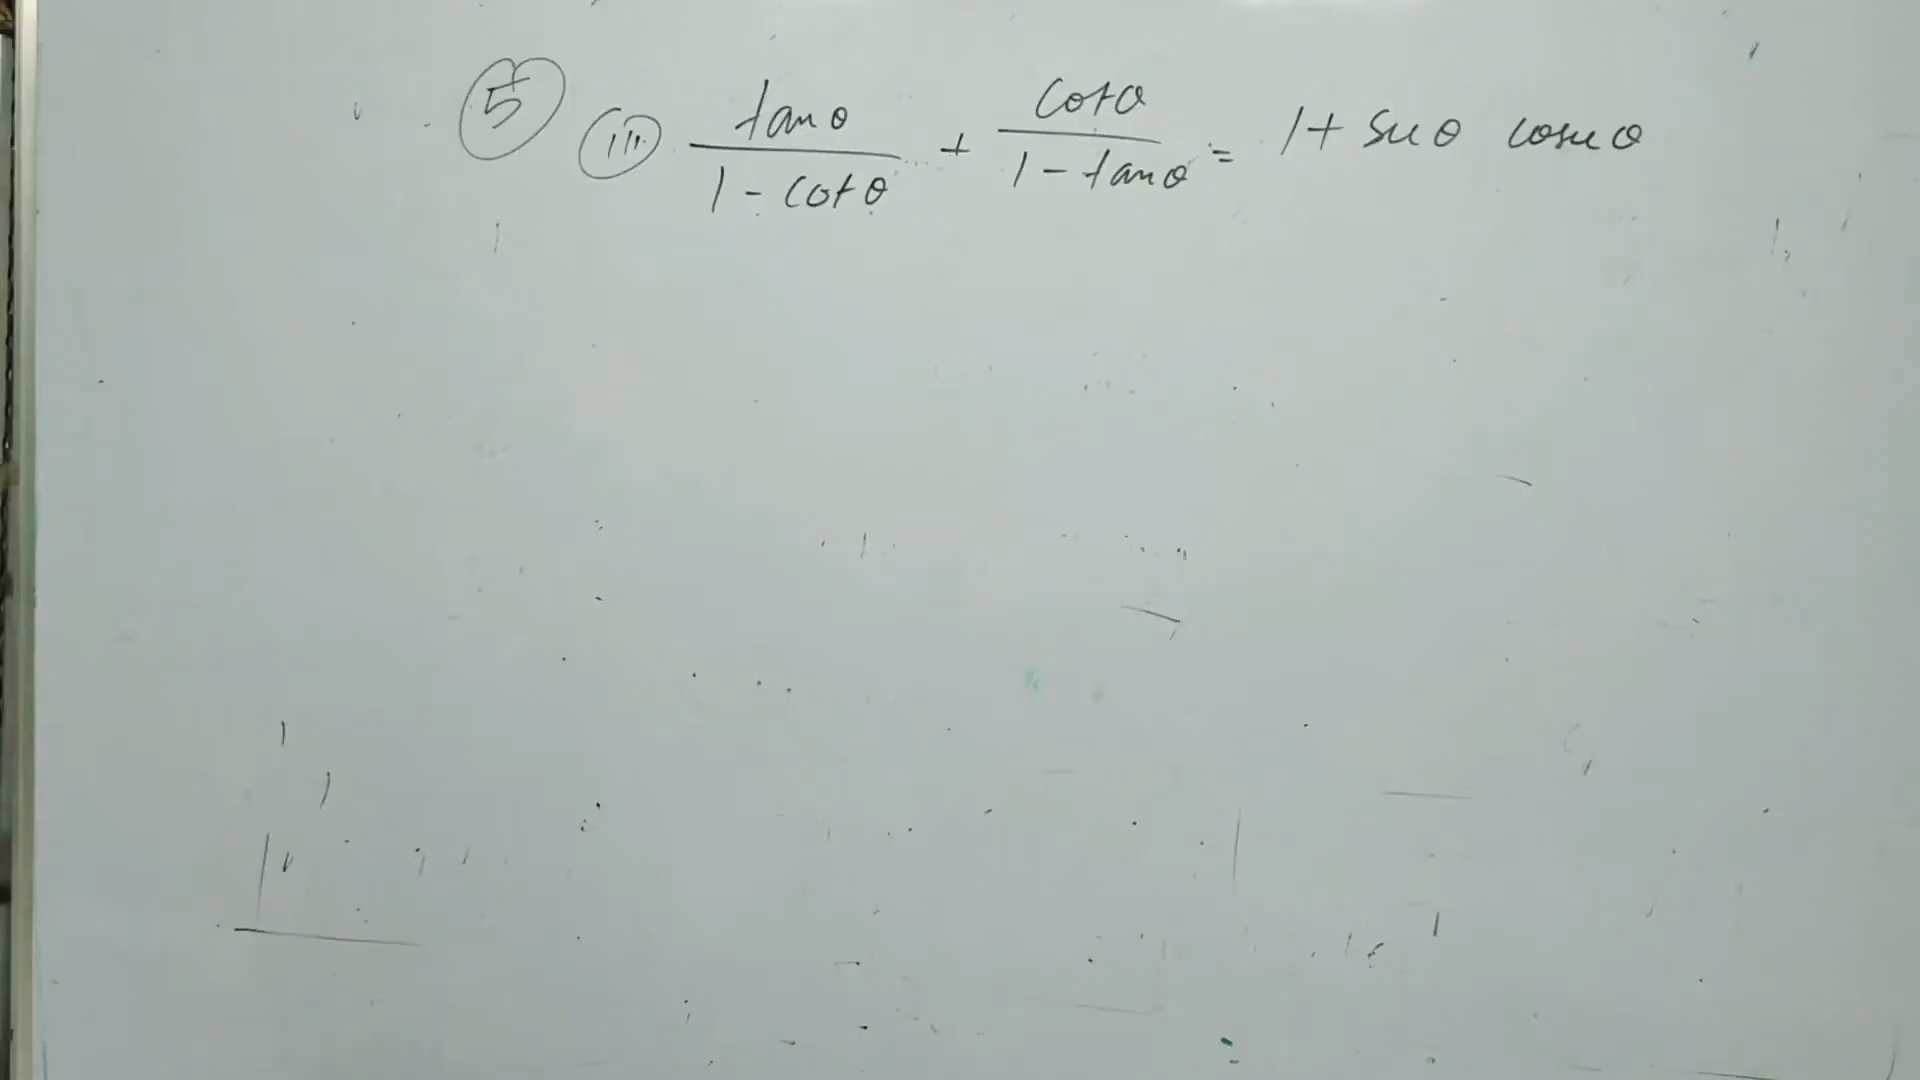 5 iii) tanθ / 1 - cotθ + cotθ / 1 - tanθ = 1 + secθ cosecθ